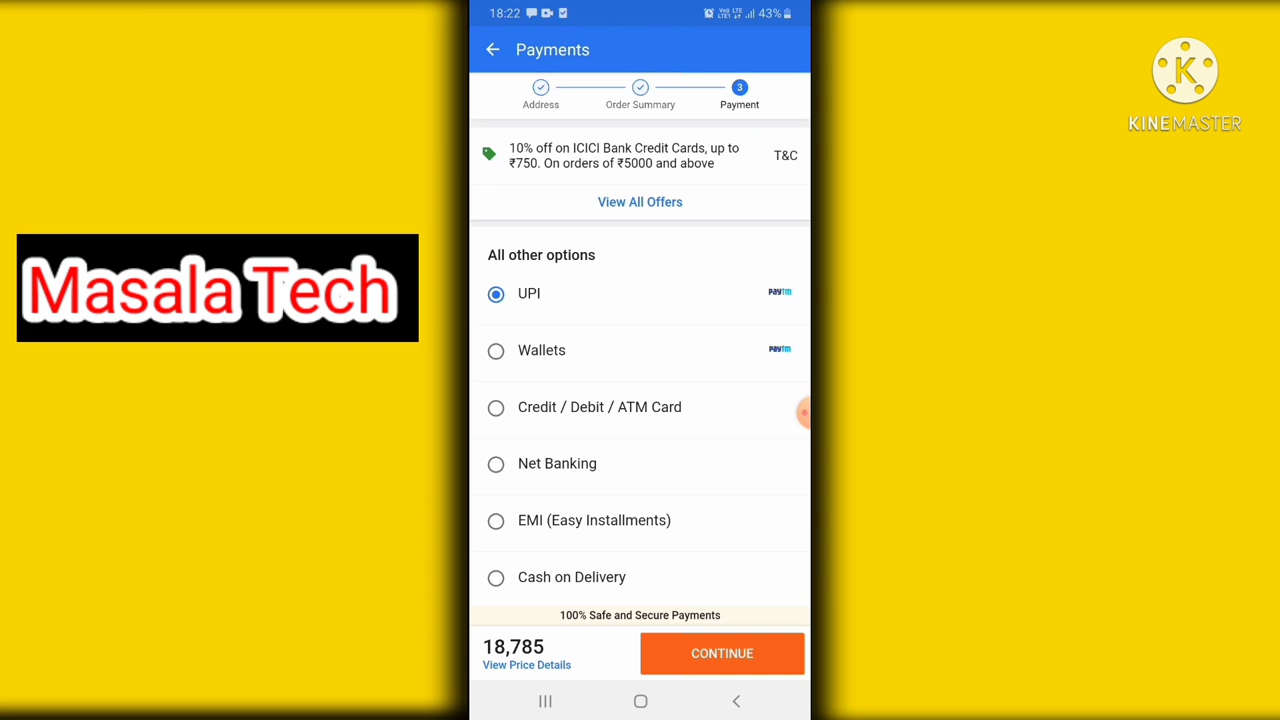 18:22
43%
Payments
3
Address
Order Summary
Payment
10% off on ICICI Bank Credit Cards, up to
₹750. On orders of ₹5000 and above
T&C
View All Offers
All other options
UPI
paytm
Wallets
paytm
Credit / Debit / ATM Card
Net Banking
EMI (Easy Installments)
Cash on Delivery
100% Safe and Secure Payments
18,785
View Price Details
CONTINUE
Masala Tech
K
KINEMASTER